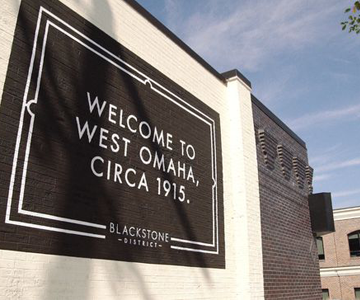 WELCOME TO
WEST OMAHA,
CIRCA 1915.
BLACKSTONE
DISTRICT